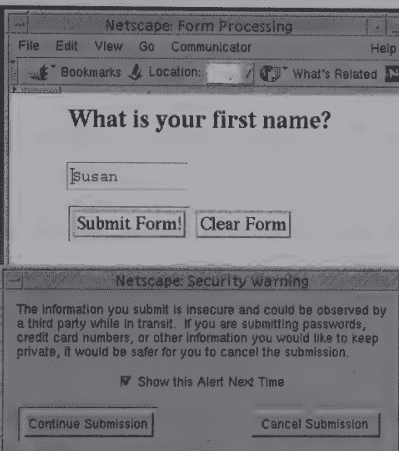 Netscape: Form Processing
File Edit View Go Communicator Help
Bookmarks Location: What's Related N
What is your first name?
Susan
Submit Form! Clear Form
Netscape: Security Warning
The information you submit is insecure and could be observed by
a third party while in transit. If you are submitting passwords,
credit card numbers, or other information you would like to keep
private, it would be safer for you to cancel the submission.
Show this Alert Next Time
Continue Submission Cancel Submission